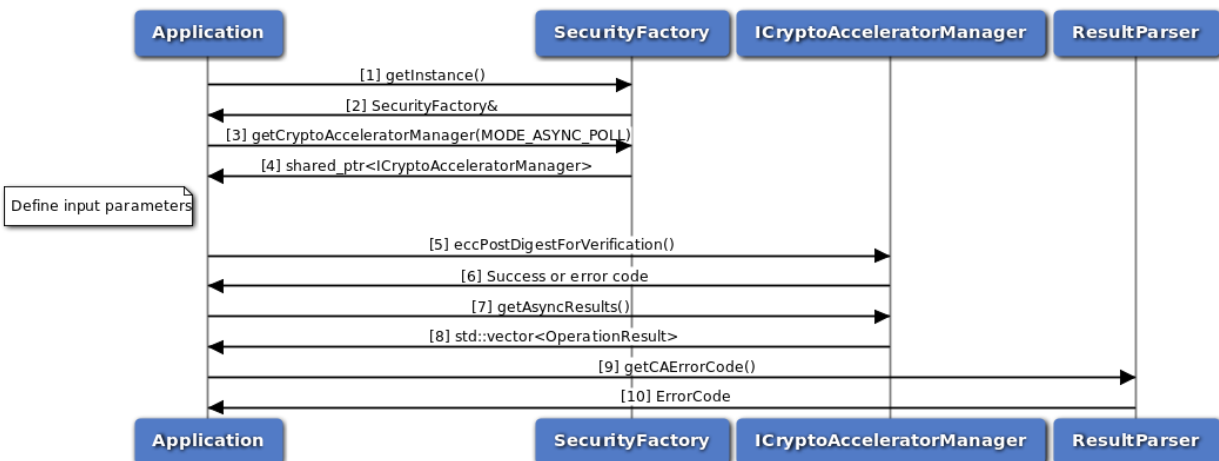 Application SecurityFactory ICryptoAcceleratorManager ResultParser
[1] getInstance()
[2] SecurityFactory&
[3] getCryptoAcceleratorManager(MODE_ASYNC_POLL)
[4] shared_ptr<ICryptoAcceleratorManager>
Define input parameters
[5] eccPostDigestForVerification()
[6] Success or error code
[7] getAsyncResults()
[8] std::vector<OperationResult>
[9] getCAErrorCode()
[10] ErrorCode
Application SecurityFactory ICryptoAcceleratorManager ResultParser